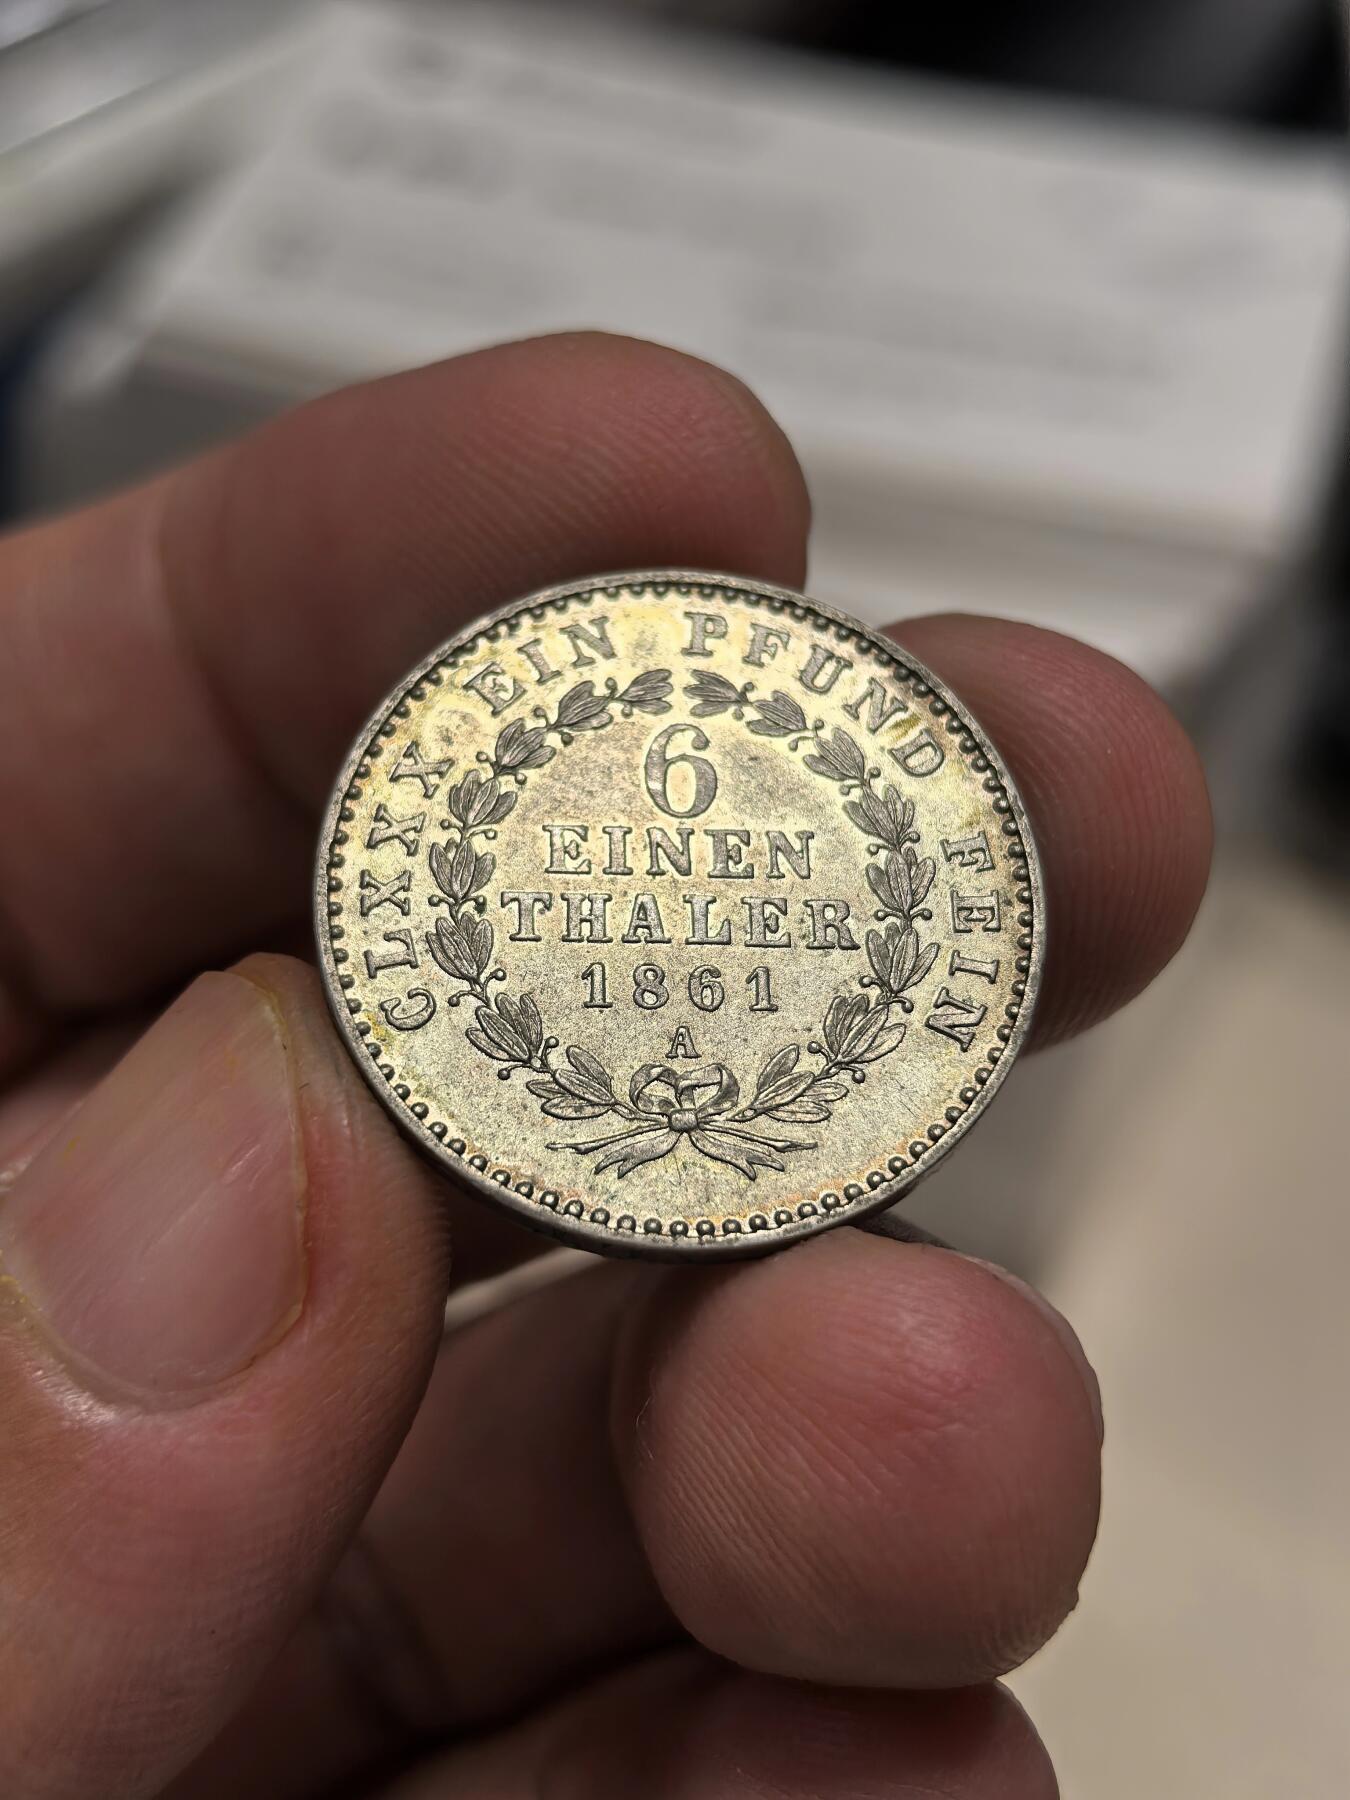 CLXXX EIN PFUND FEIN
6
EINEN
THALER
1861
A